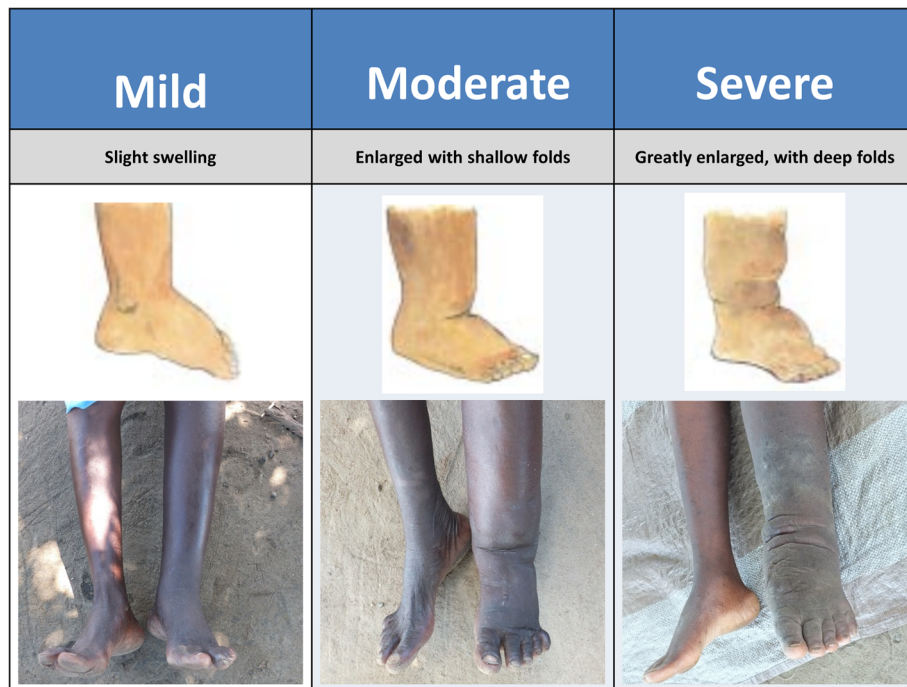 Mild
Moderate
Severe
Slight swelling
Enlarged with shallow folds
Greatly enlarged, with deep folds